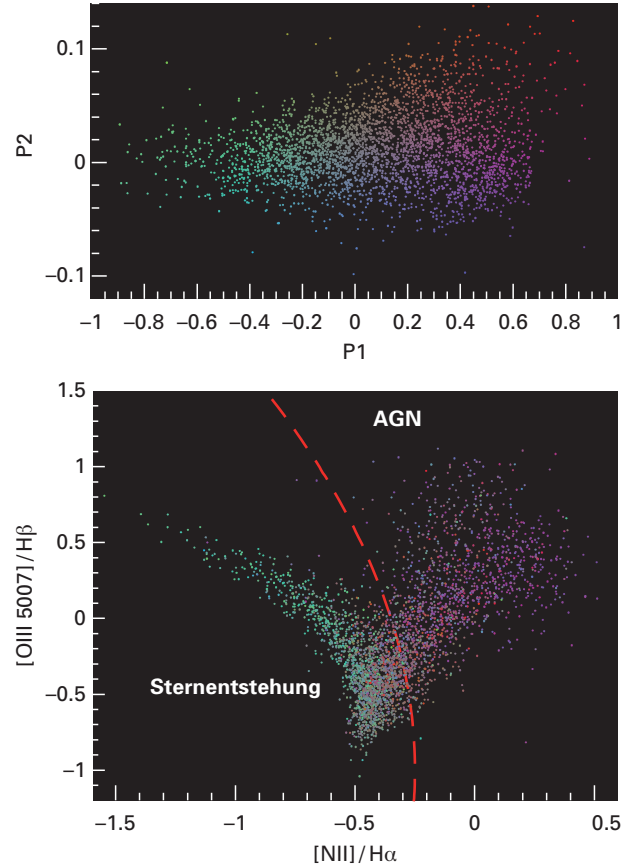 0.1
0
−0.1
P2
−1 −0.8 −0.6 −0.4 −0.2 0 0.2 0.4 0.6 0.8 1
P1
1.5
1
0.5
0
−0.5
−1
[OIII 5007]/Hβ
AGN
Sternentstehung
−1.5 −1 −0.5 0 0.5
[NII]/Hα